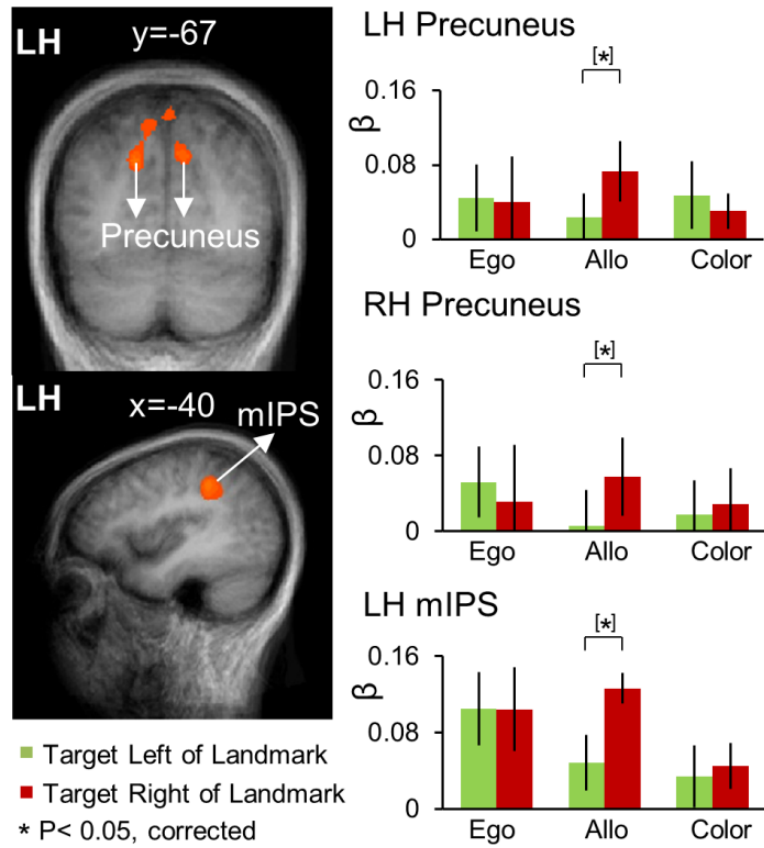 LH
y=-67
Precuneus
LH
x=-40
mIPS
Target Left of Landmark
Target Right of Landmark
* P< 0.05, corrected
LH Precuneus
[*]
0.16
β
0.08
0
Ego Allo Color
RH Precuneus
[*]
0.16
β
0.08
0
Ego Allo Color
LH mIPS
[*]
0.16
β
0.08
0
Ego Allo Color